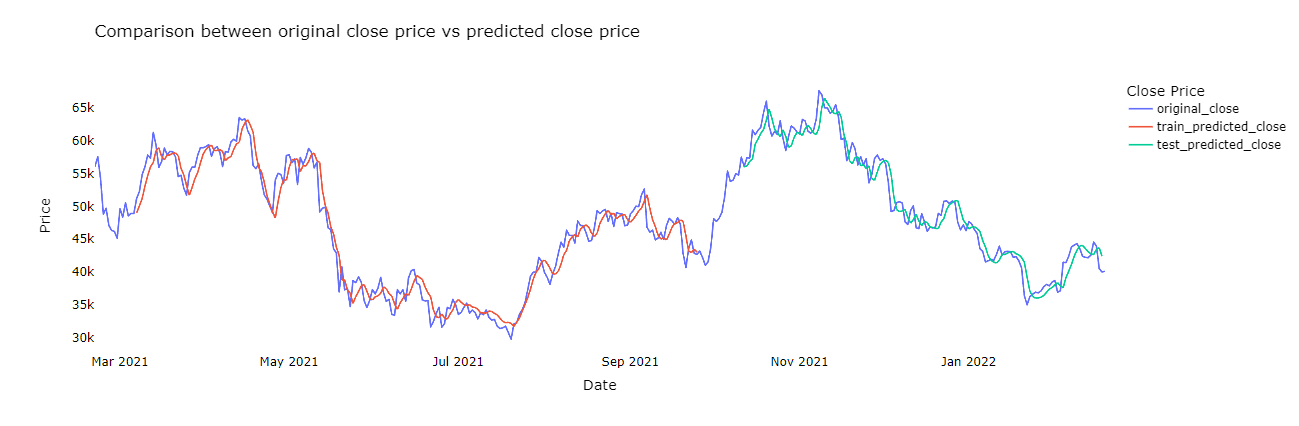 Comparison between original close price vs predicted close price
Close Price
original_close
train_predicted_close
test_predicted_close
Price
65k
60k
55k
50k
45k
40k
35k
30k
Mar 2021
May 2021
Jul 2021
Sep 2021
Nov 2021
Jan 2022
Date